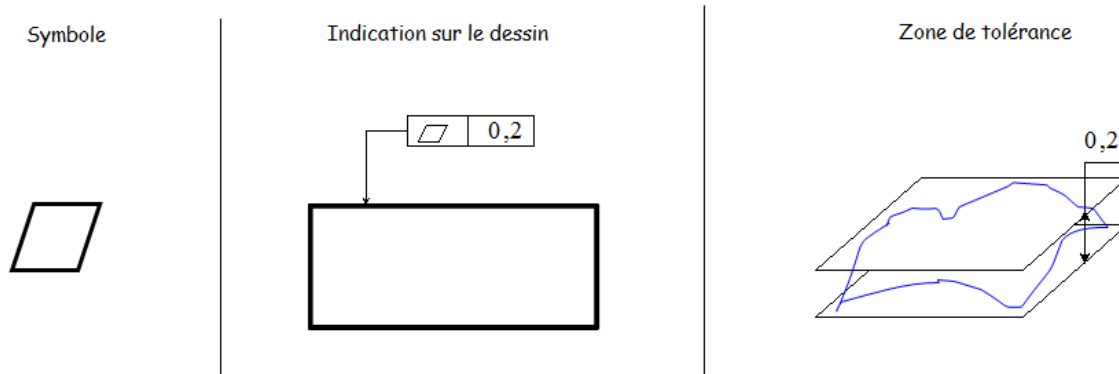 Symbole
Indication sur le dessin
Zone de tolérance
0,2
0,2